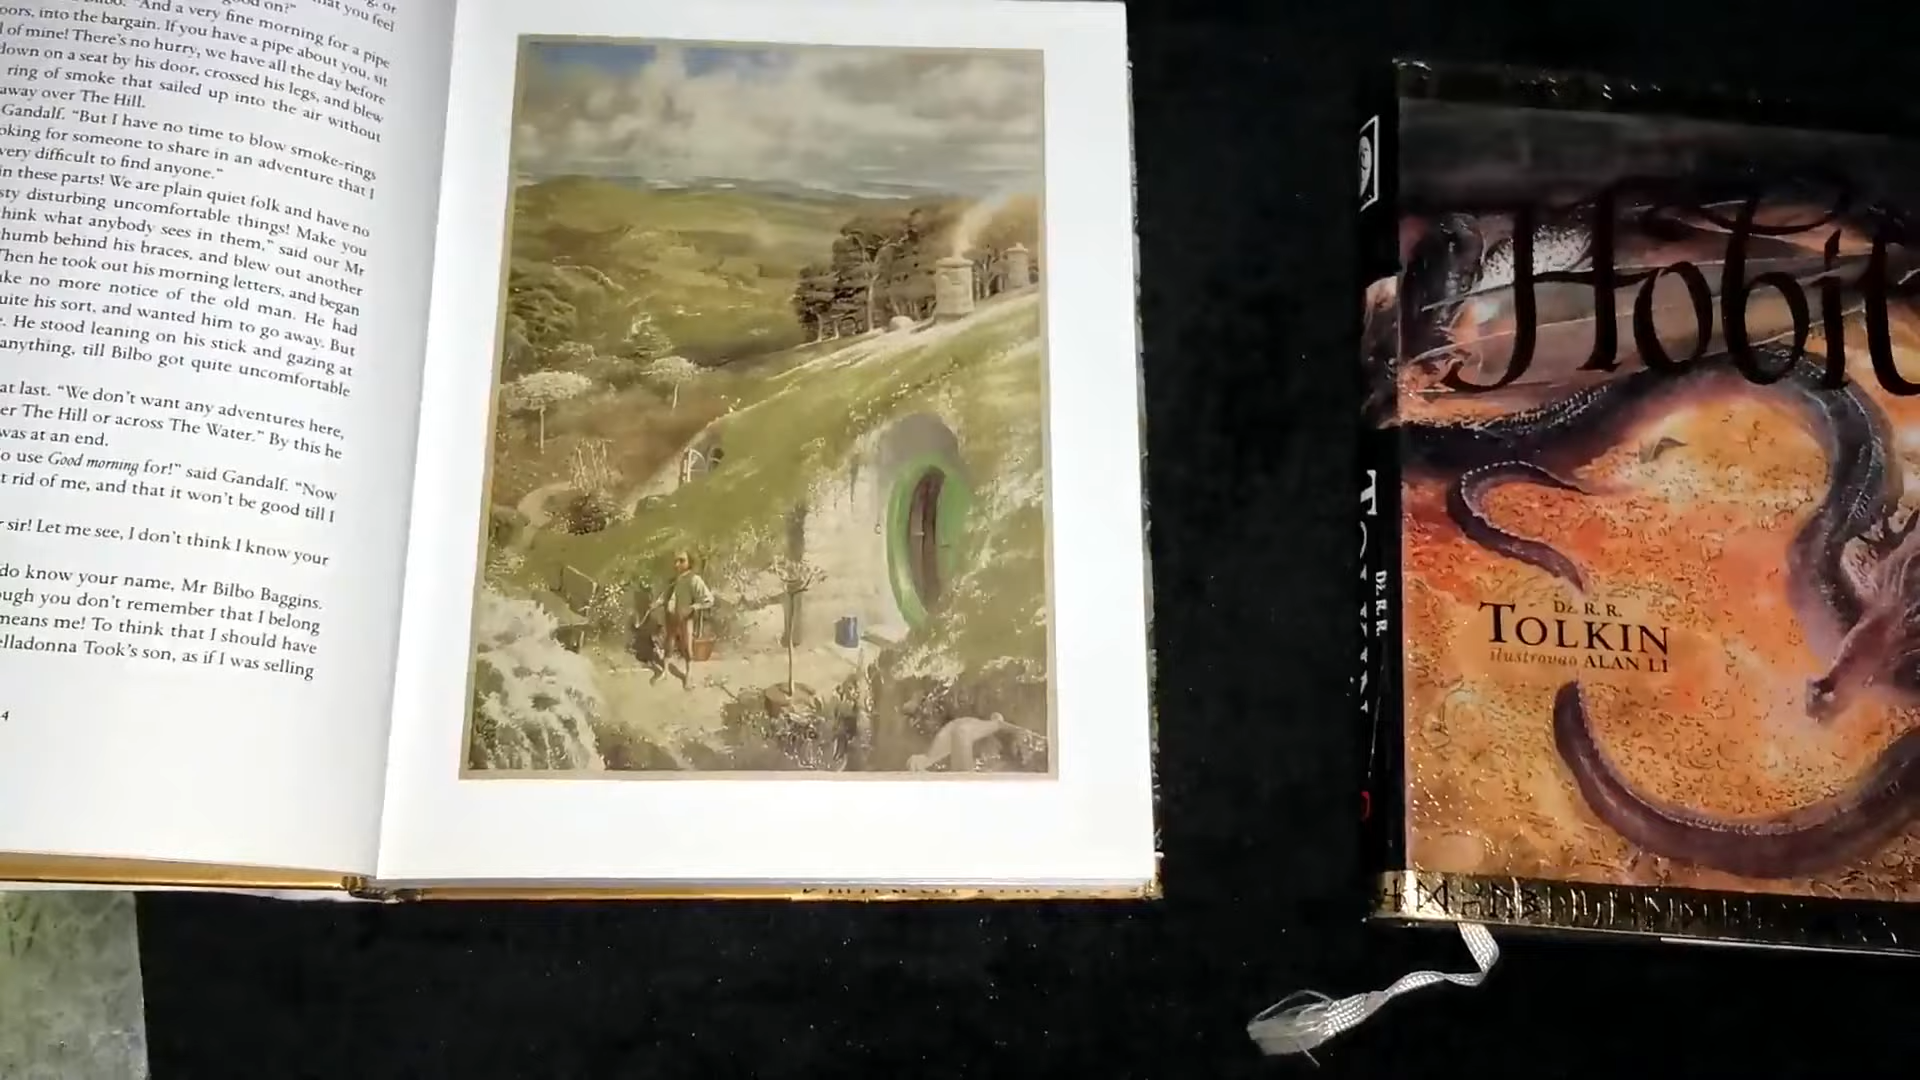 "And a very fine morning for a pipe
oors, into the bargain. If you have a pipe about you, sit
of mine! There's no hurry, we have all the day before
down on a seat by his door, crossed his legs, and blew
ring of smoke that sailed up into the air without
away over The Hill.
Gandalf. "But I have no time to blow smoke-rings
oking for someone to share in an adventure that I
very difficult to find anyone."
in these parts! We are plain quiet folk and have no
sty disturbing uncomfortable things! Make you
hink what anybody sees in them," said our Mr
humb behind his braces, and blew out another
Then he took out his morning letters, and began
ke no more notice of the old man. He had
uite his sort, and wanted him to go away. But
. He stood leaning on his stick and gazing at
anything, till Bilbo got quite uncomfortable
at last. "We don't want any adventures here,
er The Hill or across The Water." By this he
was at an end.
o use Good morning for!" said Gandalf. "Now
t rid of me, and that it won't be good till I
sir! Let me see, I don't think I know your
do know your name, Mr Bilbo Baggins.
ough you don't remember that I belong
means me! To think that I should have
elladonna Took's son, as if I was selling
4
Hobit
Dž. R. R.
TOLKIN
ilustrovao ALAN LI